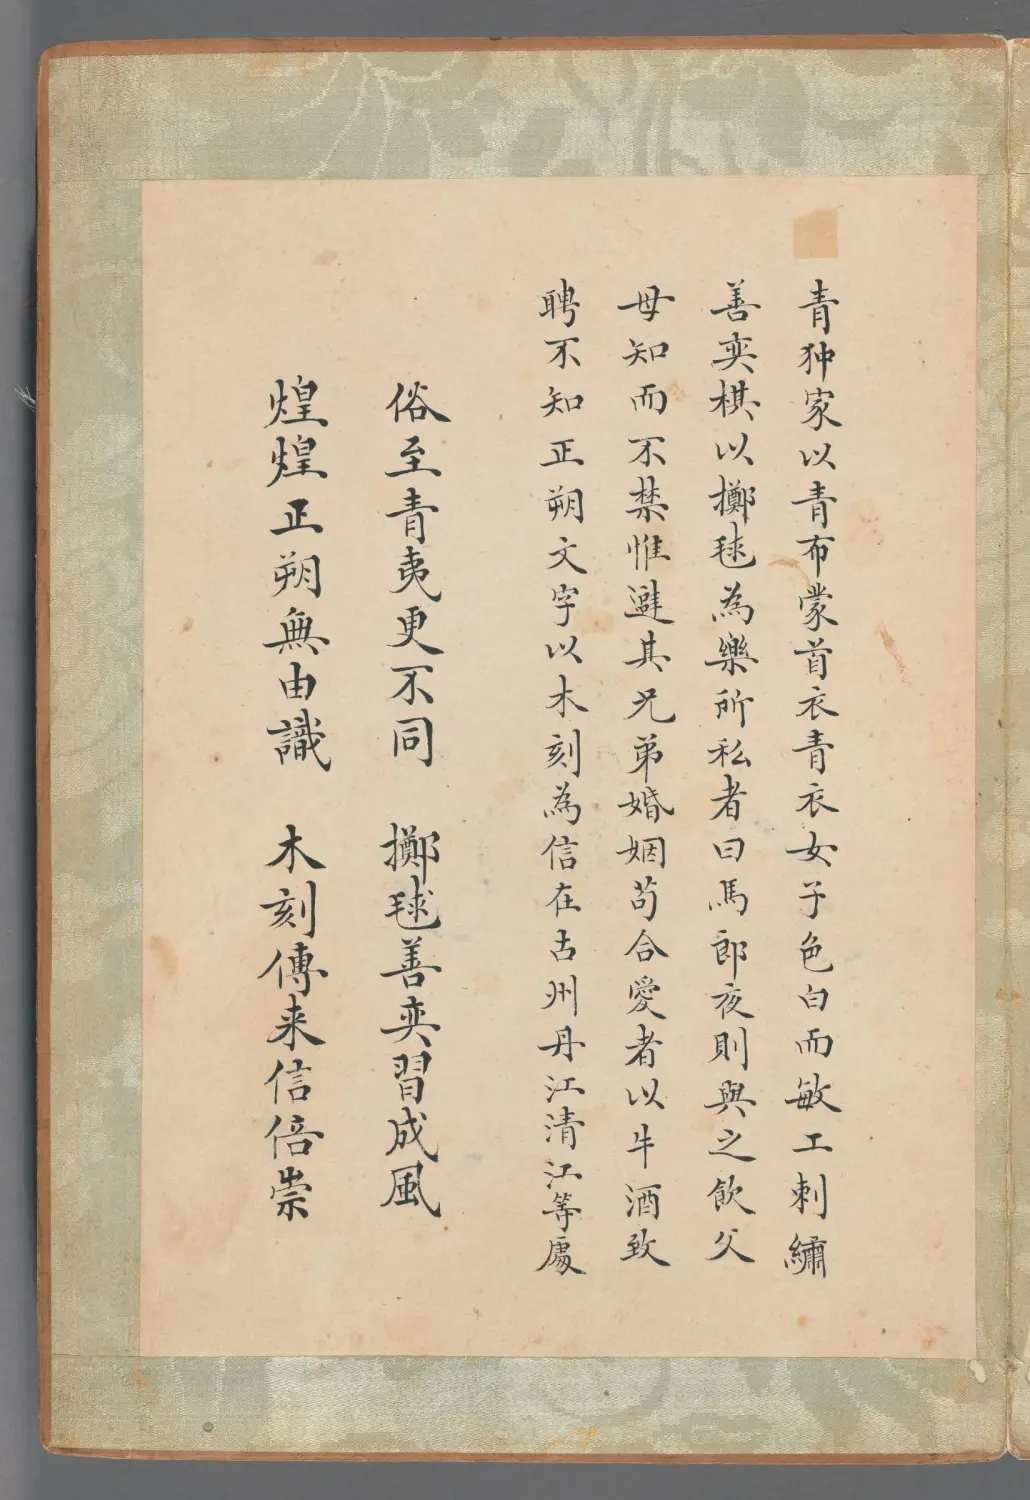 青狆家以青布蒙首衣青衣女子色白而敏工刺繡
善奕棋以擲毬為樂所私者曰馬郎夜則與之飲父
母知而不禁惟避其兄弟婚姻苟合愛者以牛酒致
聘不知正朔文字以木刻為信在古州丹江清江等處
俗至青夷更不同 擲毬善奕習成風
煌煌正朔無由識 木刻傳来信倍崇